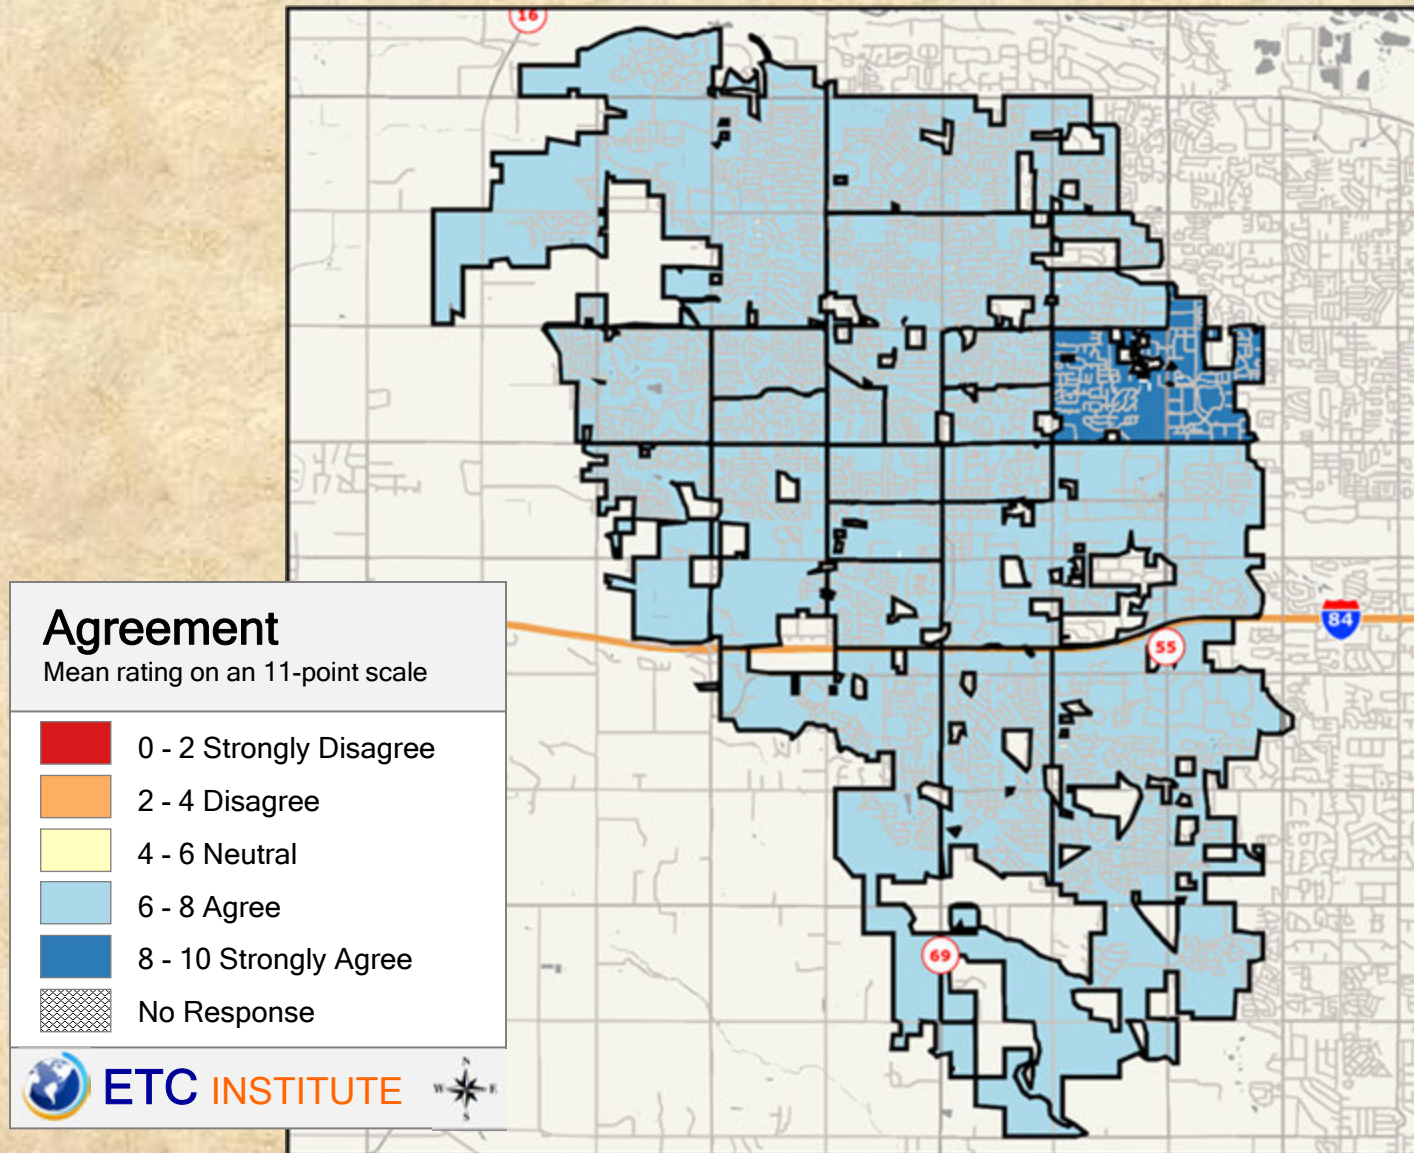 16
84
55
69
Agreement
Mean rating on an 11-point scale
0 - 2 Strongly Disagree
2 - 4 Disagree
4 - 6 Neutral
6 - 8 Agree
8 - 10 Strongly Agree
No Response
ETC INSTITUTE
N
W E
S